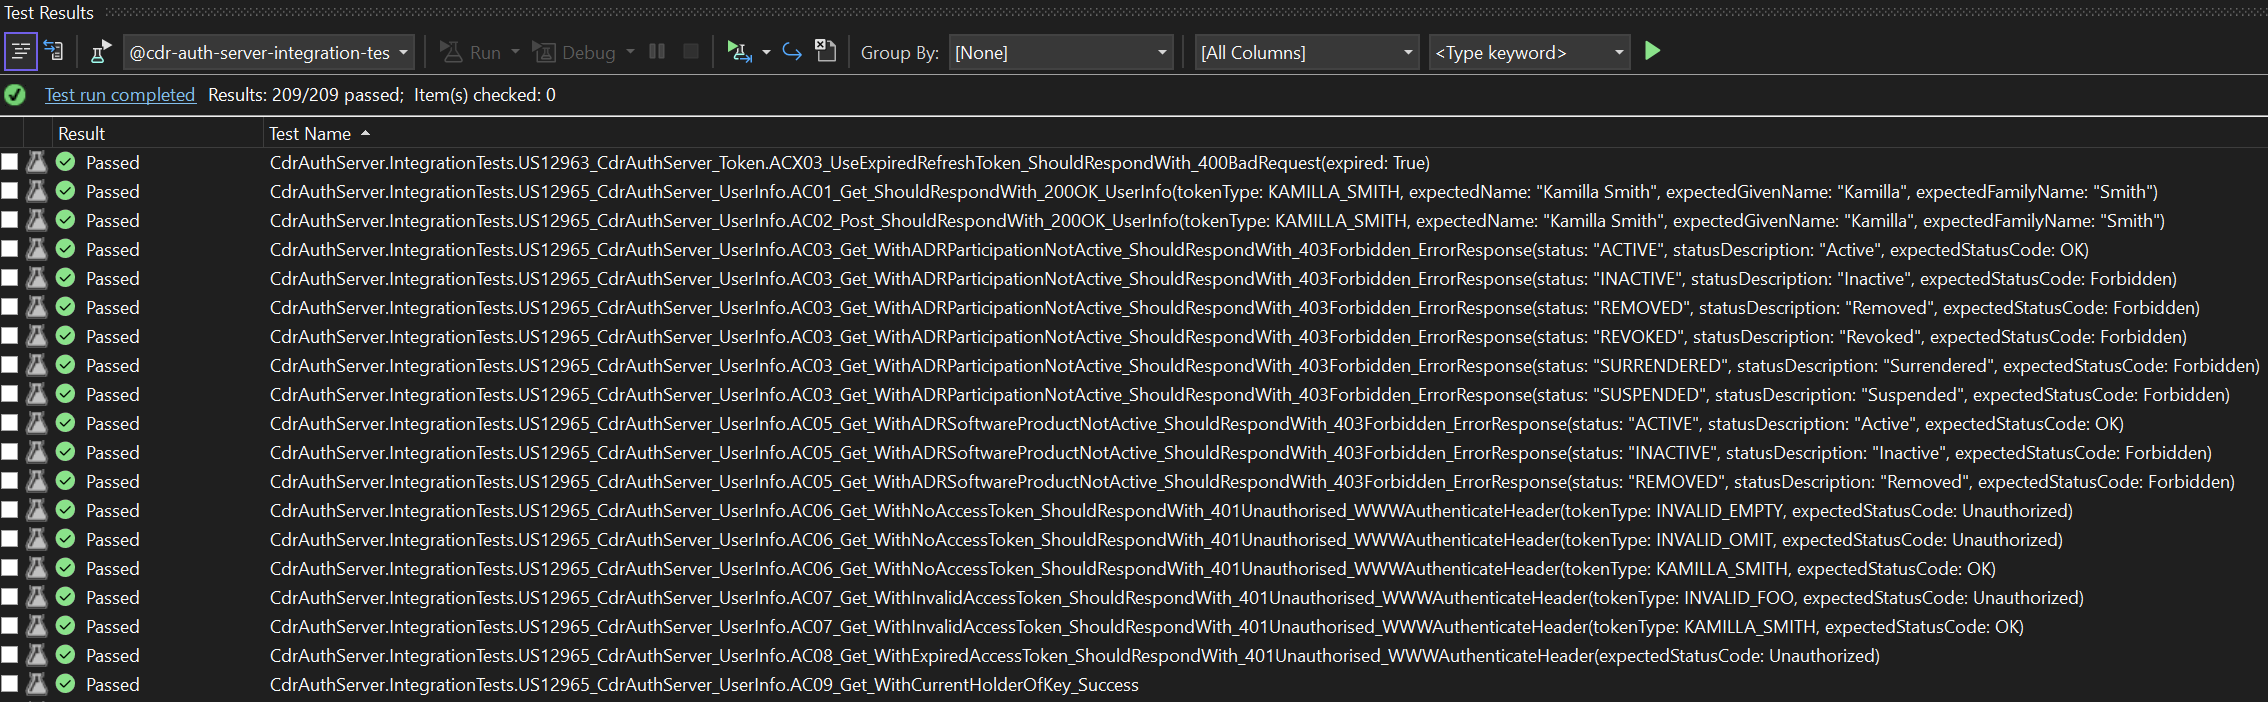 Test Results
@cdr-auth-server-integration-tes Run Debug Group By: [None] [All Columns] <Type keyword>
Test run completed Results: 209/209 passed; Item(s) checked: 0
Result Test Name
Passed CdrAuthServer.IntegrationTests.US12963_CdrAuthServer_Token.ACX03_UseExpiredRefreshToken_ShouldRespondWith_400BadRequest(expired: True)
Passed CdrAuthServer.IntegrationTests.US12965_CdrAuthServer_UserInfo.AC01_Get_ShouldRespondWith_200OK_UserInfo(tokenType: KAMILLA_SMITH, expectedName: "Kamilla Smith", expectedGivenName: "Kamilla", expectedFamilyName: "Smith")
Passed CdrAuthServer.IntegrationTests.US12965_CdrAuthServer_UserInfo.AC02_Post_ShouldRespondWith_200OK_UserInfo(tokenType: KAMILLA_SMITH, expectedName: "Kamilla Smith", expectedGivenName: "Kamilla", expectedFamilyName: "Smith")
Passed CdrAuthServer.IntegrationTests.US12965_CdrAuthServer_UserInfo.AC03_Get_WithADRParticipationNotActive_ShouldRespondWith_403Forbidden_ErrorResponse(status: "ACTIVE", statusDescription: "Active", expectedStatusCode: OK)
Passed CdrAuthServer.IntegrationTests.US12965_CdrAuthServer_UserInfo.AC03_Get_WithADRParticipationNotActive_ShouldRespondWith_403Forbidden_ErrorResponse(status: "INACTIVE", statusDescription: "Inactive", expectedStatusCode: Forbidden)
Passed CdrAuthServer.IntegrationTests.US12965_CdrAuthServer_UserInfo.AC03_Get_WithADRParticipationNotActive_ShouldRespondWith_403Forbidden_ErrorResponse(status: "REMOVED", statusDescription: "Removed", expectedStatusCode: Forbidden)
Passed CdrAuthServer.IntegrationTests.US12965_CdrAuthServer_UserInfo.AC03_Get_WithADRParticipationNotActive_ShouldRespondWith_403Forbidden_ErrorResponse(status: "REVOKED", statusDescription: "Revoked", expectedStatusCode: Forbidden)
Passed CdrAuthServer.IntegrationTests.US12965_CdrAuthServer_UserInfo.AC03_Get_WithADRParticipationNotActive_ShouldRespondWith_403Forbidden_ErrorResponse(status: "SURRENDERED", statusDescription: "Surrendered", expectedStatusCode: Forbidden)
Passed CdrAuthServer.IntegrationTests.US12965_CdrAuthServer_UserInfo.AC03_Get_WithADRParticipationNotActive_ShouldRespondWith_403Forbidden_ErrorResponse(status: "SUSPENDED", statusDescription: "Suspended", expectedStatusCode: Forbidden)
Passed CdrAuthServer.IntegrationTests.US12965_CdrAuthServer_UserInfo.AC05_Get_WithADRSoftwareProductNotActive_ShouldRespondWith_403Forbidden_ErrorResponse(status: "ACTIVE", statusDescription: "Active", expectedStatusCode: OK)
Passed CdrAuthServer.IntegrationTests.US12965_CdrAuthServer_UserInfo.AC05_Get_WithADRSoftwareProductNotActive_ShouldRespondWith_403Forbidden_ErrorResponse(status: "INACTIVE", statusDescription: "Inactive", expectedStatusCode: Forbidden)
Passed CdrAuthServer.IntegrationTests.US12965_CdrAuthServer_UserInfo.AC05_Get_WithADRSoftwareProductNotActive_ShouldRespondWith_403Forbidden_ErrorResponse(status: "REMOVED", statusDescription: "Removed", expectedStatusCode: Forbidden)
Passed CdrAuthServer.IntegrationTests.US12965_CdrAuthServer_UserInfo.AC06_Get_WithNoAccessToken_ShouldRespondWith_401Unauthorised_WWWAuthenticateHeader(tokenType: INVALID_EMPTY, expectedStatusCode: Unauthorized)
Passed CdrAuthServer.IntegrationTests.US12965_CdrAuthServer_UserInfo.AC06_Get_WithNoAccessToken_ShouldRespondWith_401Unauthorised_WWWAuthenticateHeader(tokenType: INVALID_OMIT, expectedStatusCode: Unauthorized)
Passed CdrAuthServer.IntegrationTests.US12965_CdrAuthServer_UserInfo.AC06_Get_WithNoAccessToken_ShouldRespondWith_401Unauthorised_WWWAuthenticateHeader(tokenType: KAMILLA_SMITH, expectedStatusCode: OK)
Passed CdrAuthServer.IntegrationTests.US12965_CdrAuthServer_UserInfo.AC07_Get_WithInvalidAccessToken_ShouldRespondWith_401Unauthorised_WWWAuthenticateHeader(tokenType: INVALID_FOO, expectedStatusCode: Unauthorized)
Passed CdrAuthServer.IntegrationTests.US12965_CdrAuthServer_UserInfo.AC07_Get_WithInvalidAccessToken_ShouldRespondWith_401Unauthorised_WWWAuthenticateHeader(tokenType: KAMILLA_SMITH, expectedStatusCode: OK)
Passed CdrAuthServer.IntegrationTests.US12965_CdrAuthServer_UserInfo.AC08_Get_WithExpiredAccessToken_ShouldRespondWith_401Unauthorised_WWWAuthenticateHeader(expectedStatusCode: Unauthorized)
Passed CdrAuthServer.IntegrationTests.US12965_CdrAuthServer_UserInfo.AC09_Get_WithCurrentHolderOfKey_Success